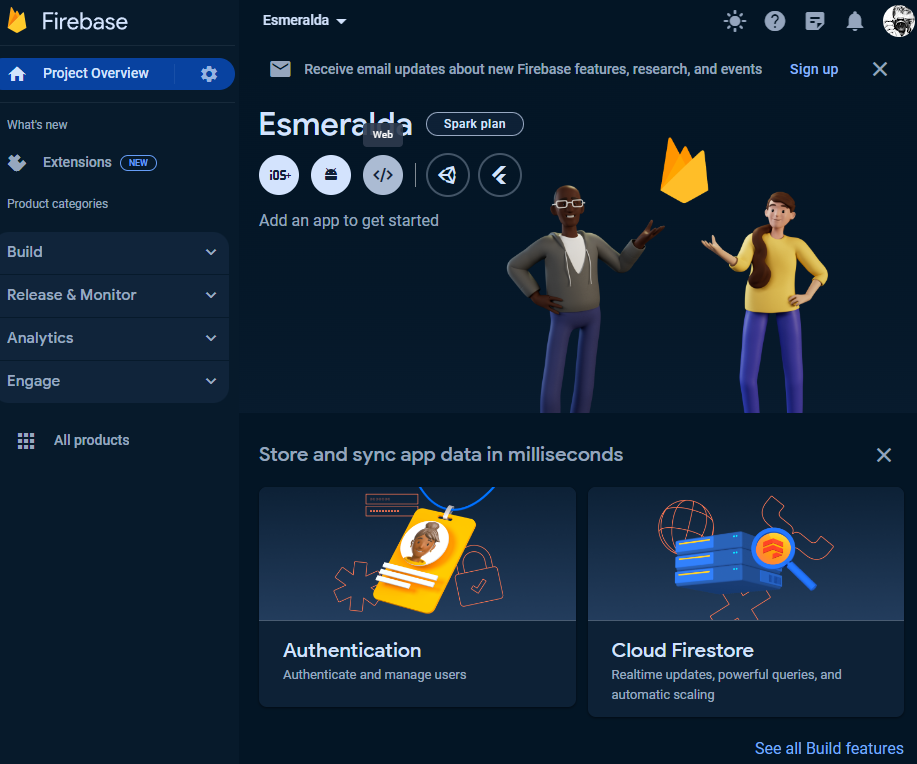 Firebase
Esmeralda
Project Overview
Receive email updates about new Firebase features, research, and events
Sign up
What's new
Extensions
NEW
Product categories
Build
Release & Monitor
Analytics
Engage
All products
Esmeralda
Spark plan
Web
iOS+
</>
Add an app to get started
Store and sync app data in milliseconds
Authentication
Authenticate and manage users
Cloud Firestore
Realtime updates, powerful queries, and
automatic scaling
See all Build features